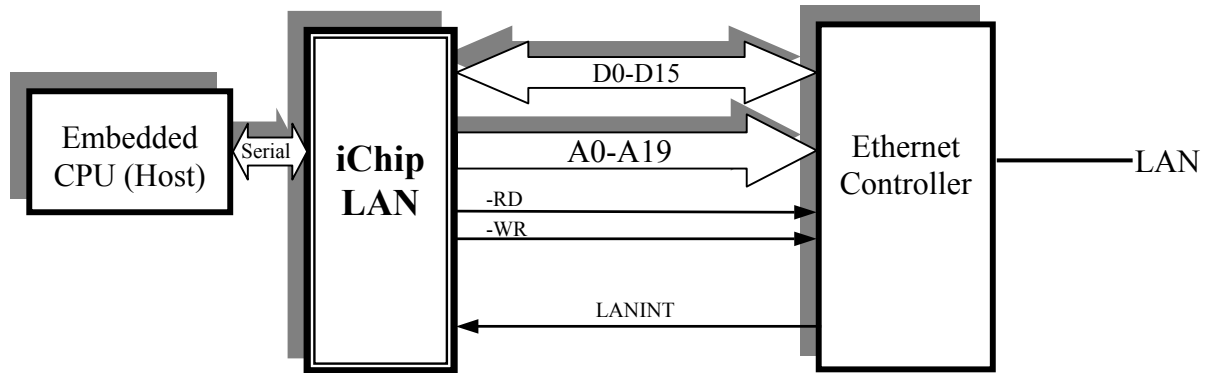 Embedded
CPU (Host)
Serial
iChip
LAN
D0-D15
A0-A19
-RD
-WR
LANINT
Ethernet
Controller
LAN